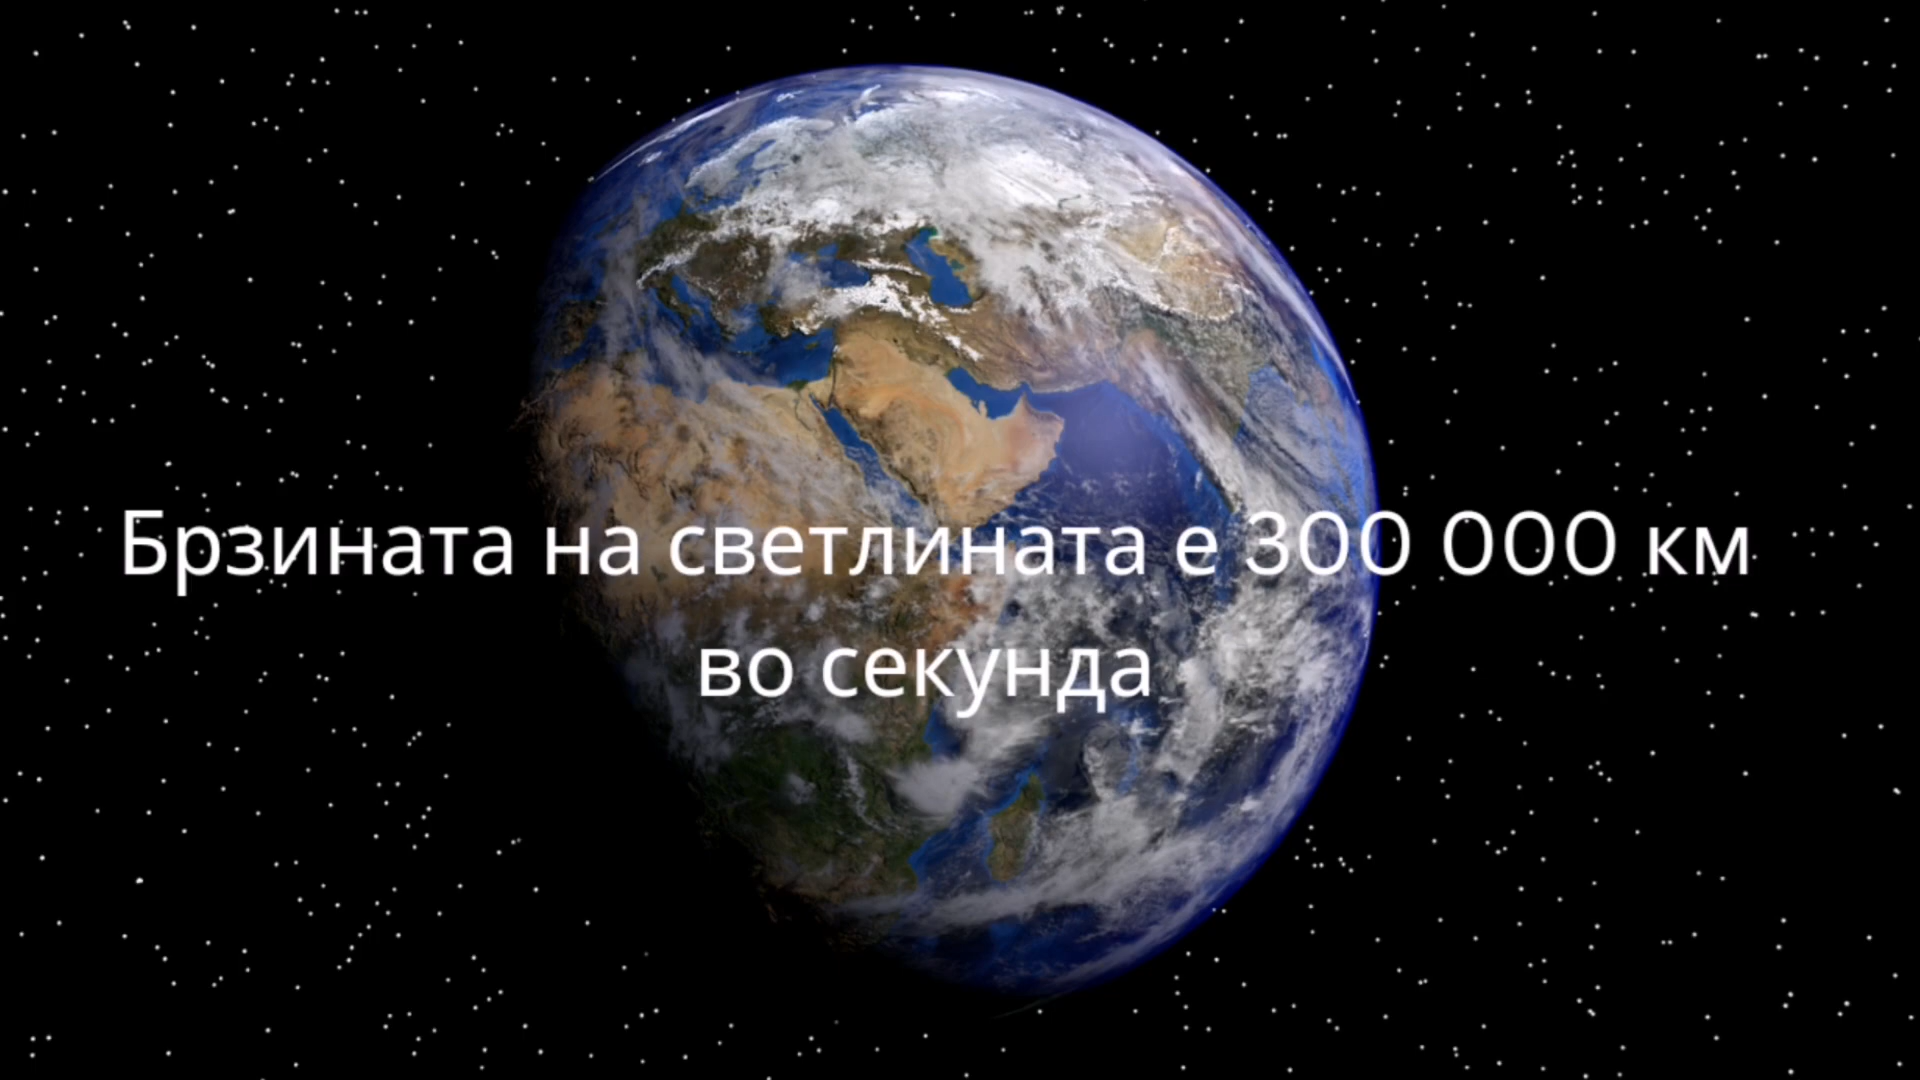 Брзината на светлината е 300 000 км
во секунда